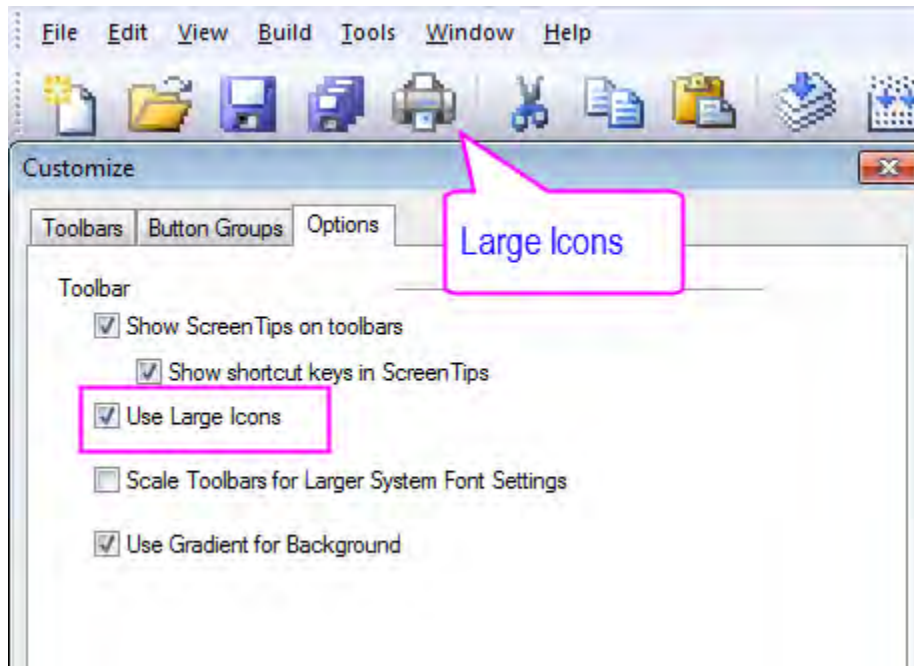 File Edit View Build Tools Window Help
Customize
Toolbars Button Groups Options
Large Icons
Toolbar
Show ScreenTips on toolbars
Show shortcut keys in ScreenTips
Use Large Icons
Scale Toolbars for Larger System Font Settings
Use Gradient for Background